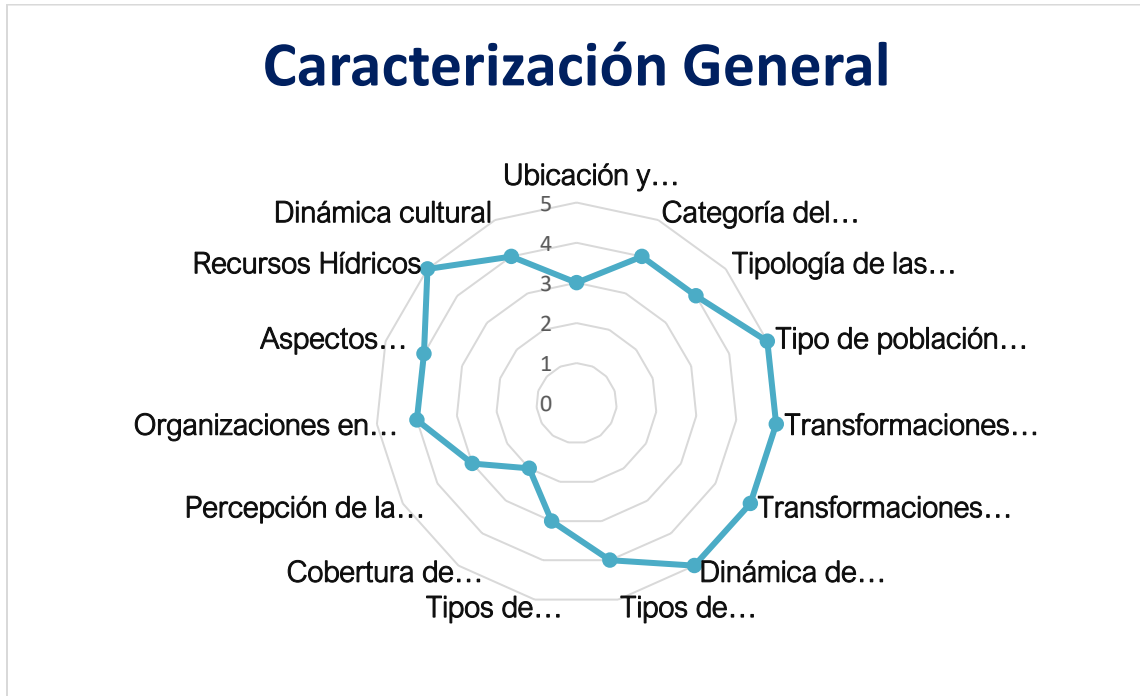 Caracterización General
Ubicación y…
Categoría del…
Tipología de las…
Tipo de población…
Transformaciones…
Transformaciones…
Dinámica de…
Tipos de…
Tipos de…
Cobertura de…
Percepción de la…
Organizaciones en…
Aspectos…
Recursos Hídricos
Dinámica cultural
5
4
3
2
1
0